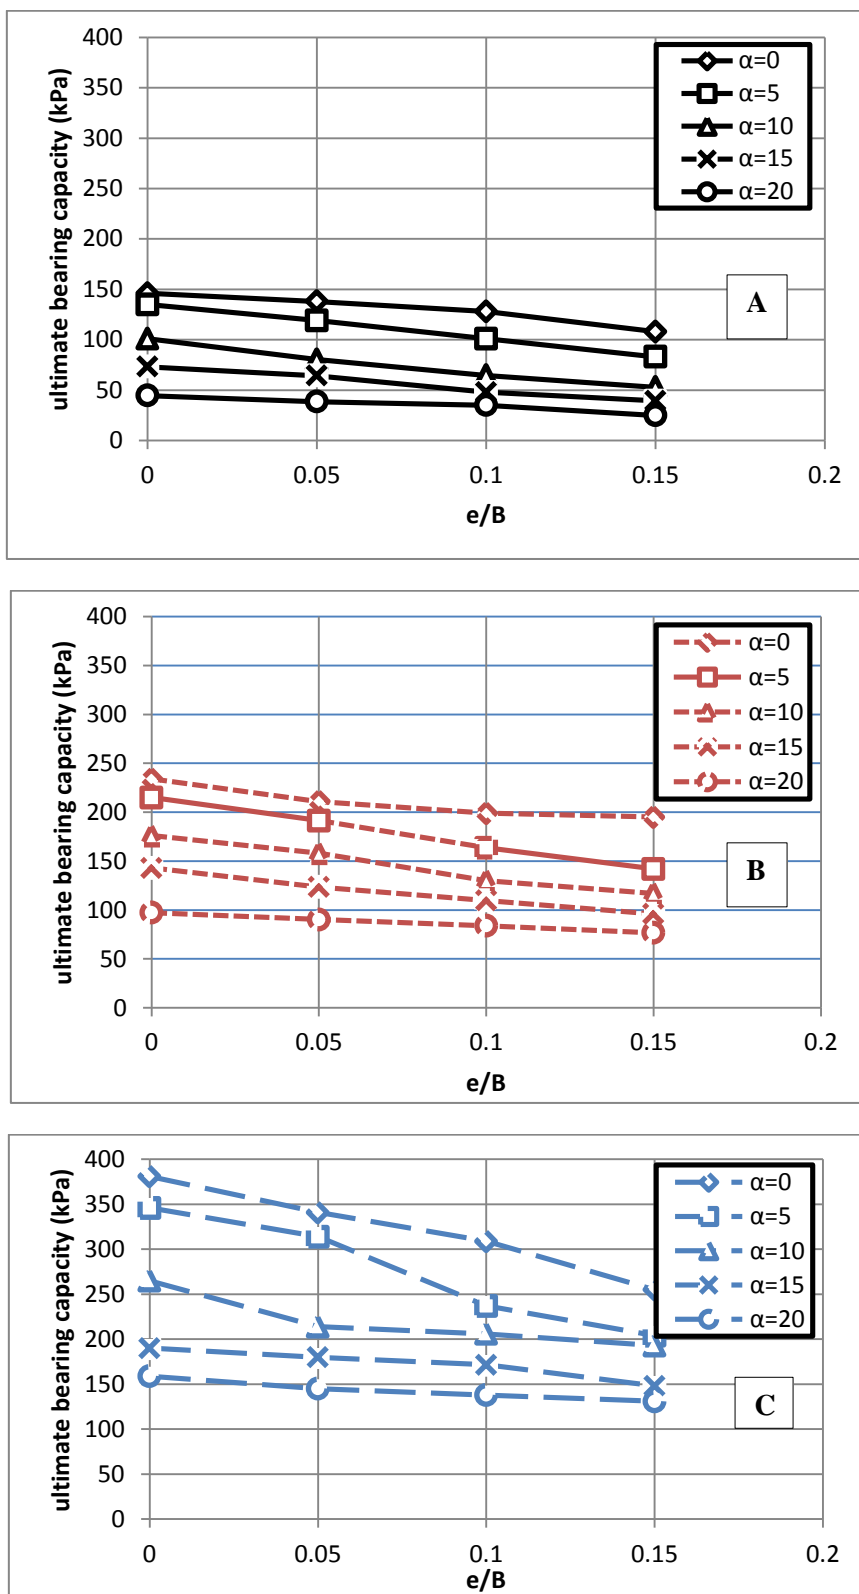 ultimate bearing capacity (kPa)
400
350
300
250
200
150
100
50
0
0
0.05
0.1
0.15
0.2
e/B
α=0
α=5
α=10
α=15
α=20
A
ultimate bearing capacity (kPa)
400
350
300
250
200
150
100
50
0
0
0.05
0.1
0.15
0.2
e/B
α=0
α=5
α=10
α=15
α=20
B
ultimate bearing capacity (kPa)
400
350
300
250
200
150
100
50
0
0
0.05
0.1
0.15
0.2
e/B
α=0
α=5
α=10
α=15
α=20
C